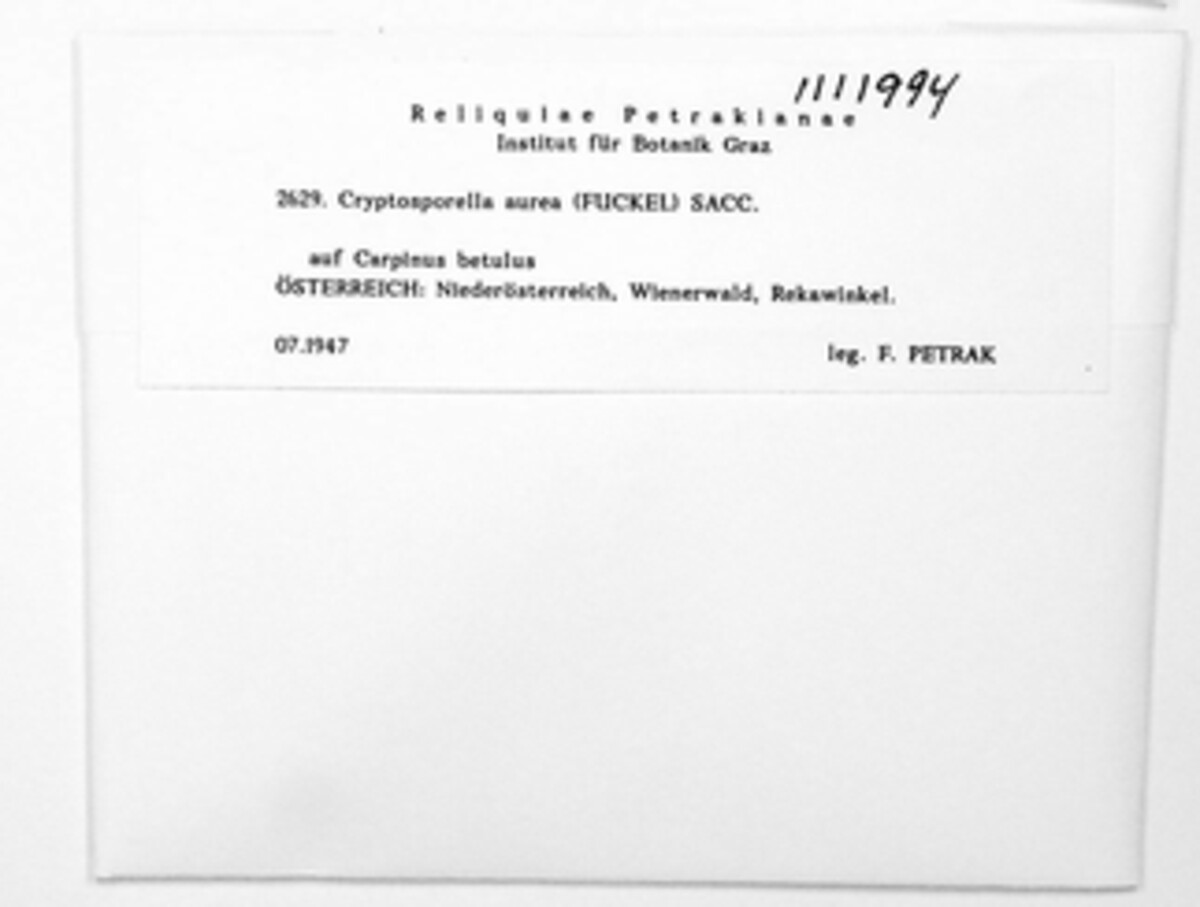 1111994
Reliquiae Petrakianae
Institut für Botanik Graz
2629. Cryptosporella aurea (FUCKEL) SACC.
auf Carpinus betulus
ÖSTERREICH: Niederösterreich, Wienerwald, Rekawinkel.
07.1947
leg. F. PETRAK